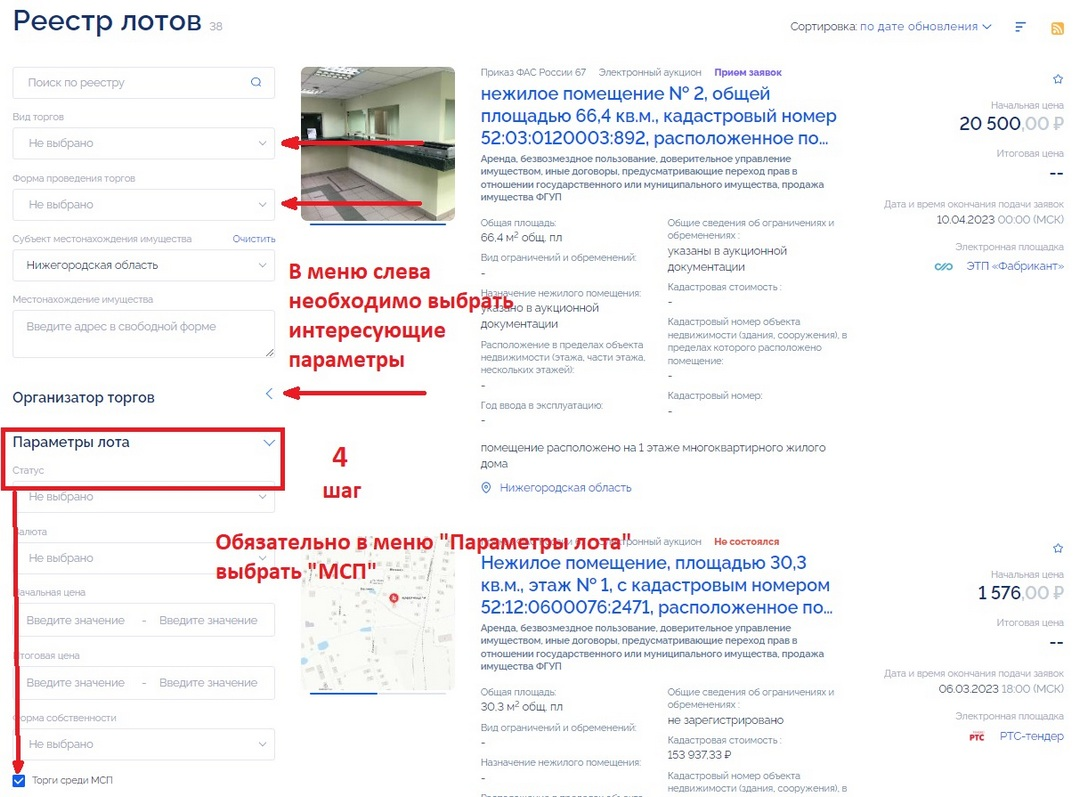 Реестр лотов 38
Сортировка: по дате обновления
Поиск по реестру
Вид торгов
Не выбрано
Форма проведения торгов
Не выбрано
Субъект местонахождения имущества Очистить
Нижегородская область
Местонахождение имущества
Введите адрес в свободной форме
Организатор торгов
Параметры лота
Статус
Не выбрано
Валюта
Не выбрано
Начальная цена
Введите значение - Введите значение
Итоговая цена
Введите значение - Введите значение
Форма собственности
Не выбрано
Торги среди МСП
В меню слева
необходимо выбрать
интересующие
параметры
4
шаг
Обязательно в меню "Параметры лота"
выбрать "МСП"
Приказ ФАС России 67 Электронный аукцион Прием заявок
нежилое помещение № 2, общей
площадью 66,4 кв.м., кадастровый номер
52:03:0120003:892, расположенное по...
Аренда, безвозмездное пользование, доверительное управление
имуществом, иные договоры, предусматривающие переход прав в
отношении государственного или муниципального имущества, продажа
имущества ФГУП
Общая площадь:
66,4 м² общ. пл
Вид ограничений и обременений:
-
Назначение нежилого помещения:
указано в аукционной
документации
Расположение в пределах объекта
недвижимости (этажа, части этажа,
нескольких этажей):
-
Год ввода в эксплуатацию:
-
Общие сведения об ограничениях и
обременениях :
указаны в аукционной
документации
Кадастровая стоимость :
-
Кадастровый номер объекта
недвижимости (здания, сооружения), в
пределах которого расположено
помещение:
-
Кадастровый номер:
-
помещение расположено на 1 этаже многоквартирного жилого
дома
Нижегородская область
Начальная цена
20 500,00 ₽
Итоговая цена
--
Дата и время окончания подачи заявок
10.04.2023 00:00 (МСК)
Электронная площадка
ЭТП «Фабрикант»
Электронный аукцион Не состоялся
Нежилое помещение, площадью 30,3
кв.м., этаж № 1, с кадастровым номером
52:12:0600076:2471, расположенное по...
Аренда, безвозмездное пользование, доверительное управление
имуществом, иные договоры, предусматривающие переход прав в
отношении государственного или муниципального имущества, продажа
имущества ФГУП
Общая площадь:
30,3 м² общ. пл
Вид ограничений и обременений:
-
Назначение нежилого помещения:
-
Общие сведения об ограничениях и
обременениях :
не зарегистрировано
Кадастровая стоимость :
153 937,33 ₽
Кадастровый номер объекта
недвижимости (здания, сооружения), в
Начальная цена
1 576,00 ₽
Итоговая цена
--
Дата и время окончания подачи заявок
06.03.2023 18:00 (МСК)
Электронная площадка
РТС РТС-тендер